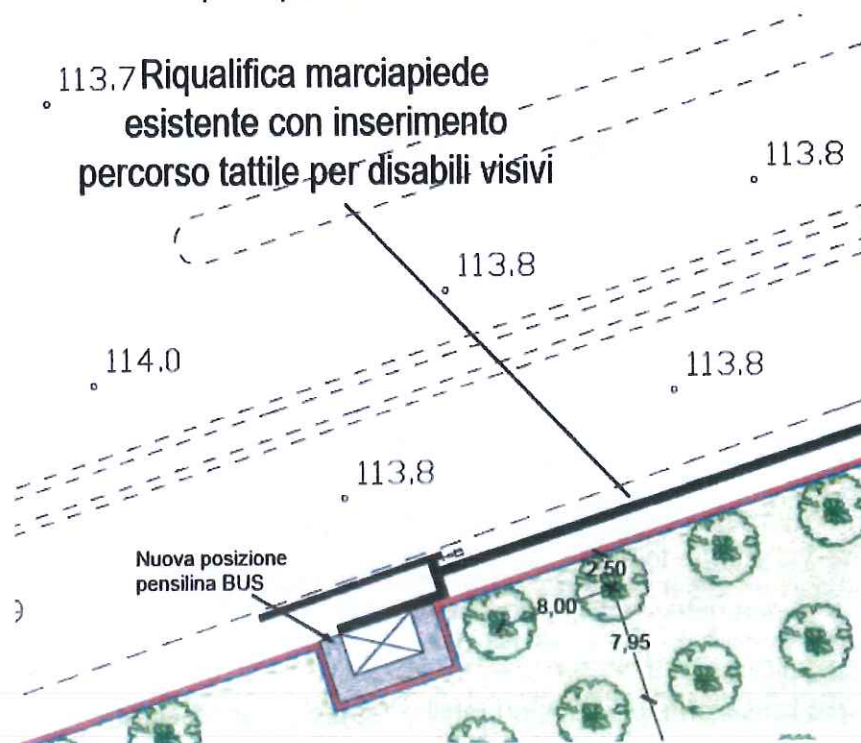 113.7 Riqualifica marciapiede
esistente con inserimento
percorso tattile per disabili visivi
113.8
113.8
114.0
113.8
113.8
Nuova posizione
pensilina BUS
2,50
8,00
7,95